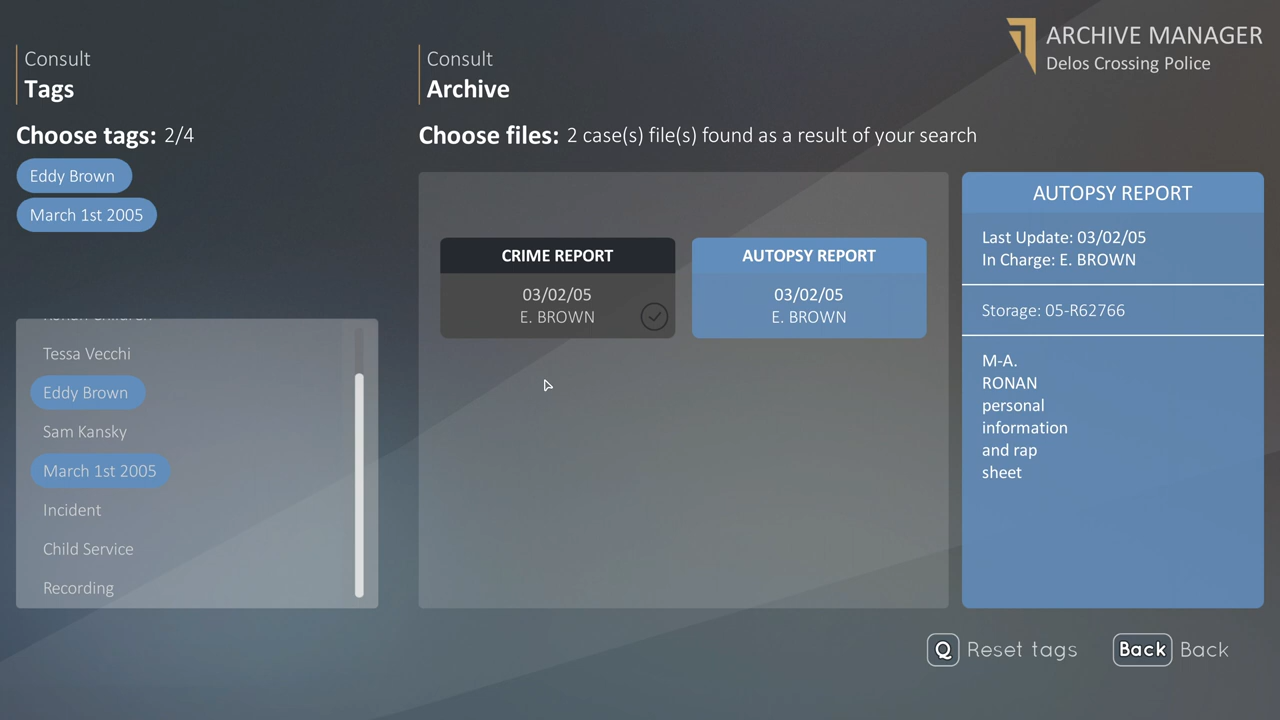 Consult
Tags
Choose tags: 2/4
Eddy Brown
March 1st 2005
Tessa Vecchi
Eddy Brown
Sam Kansky
March 1st 2005
Incident
Child Service
Recording
Consult
Archive
Choose files: 2 case(s) file(s) found as a result of your search
CRIME REPORT
03/02/05
E. BROWN
AUTOPSY REPORT
03/02/05
E. BROWN
ARCHIVE MANAGER
Delos Crossing Police
AUTOPSY REPORT
Last Update: 03/02/05
In Charge: E. BROWN
Storage: 05-R62766
M-A.
RONAN
personal
information
and rap
sheet
Q Reset tags
Back Back